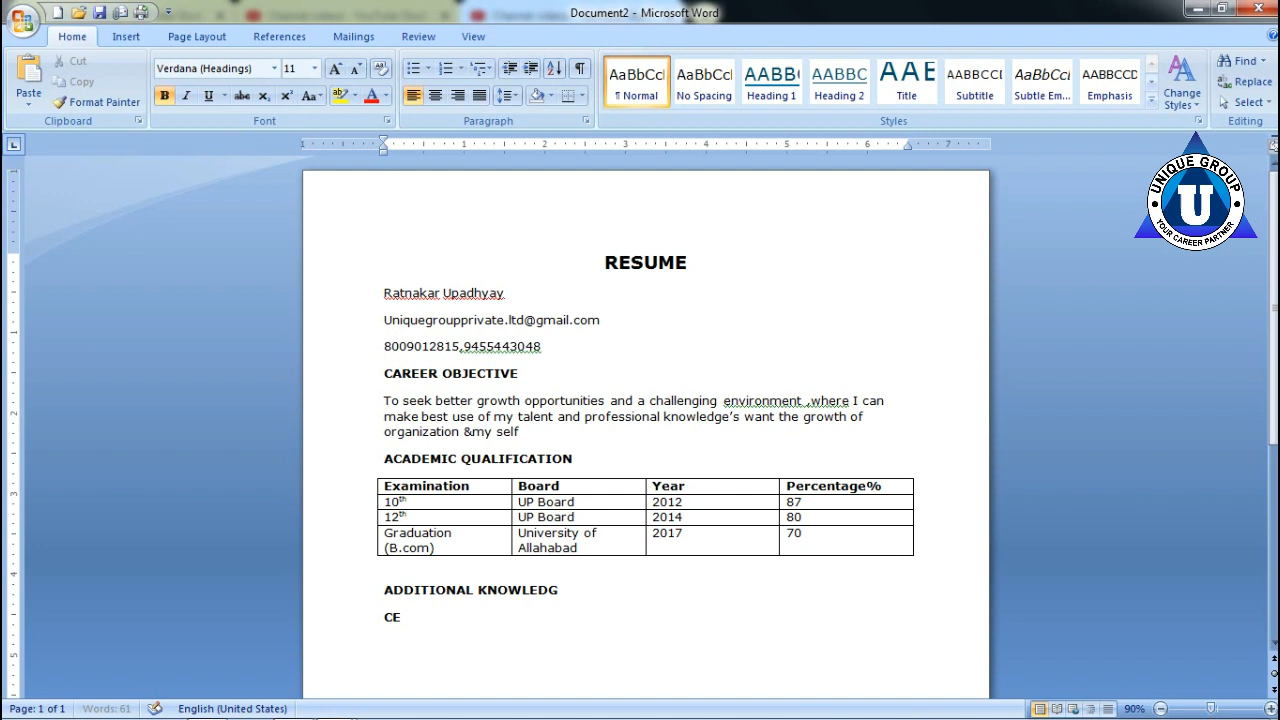 Document2 - Microsoft Word
Home Insert Page Layout References Mailings Review View
Paste
Cut
Copy
Format Painter
Clipboard
Verdana (Headings) 11
Font
Paragraph
AaBbCcI AaBbCcI AABB( AABBC AAE AABBCCD AaBbCcI AABBCCD
¶ Normal No Spacing Heading 1 Heading 2 Title Subtitle Subtle Em... Emphasis
Change Styles
Styles
Find
Replace
Select
Editing
UNIQUE GROUP
U
YOUR CAREER PARTNER
RESUME
Ratnakar Upadhyay
Uniquegroupprivate.ltd@gmail.com
8009012815,9455443048
CAREER OBJECTIVE
To seek better growth opportunities and a challenging environment ,where I can
make best use of my talent and professional knowledge’s want the growth of
organization &my self
ACADEMIC QUALIFICATION
Examination Board Year Percentage%
10th UP Board 2012 87
12th UP Board 2014 80
Graduation (B.com) University of Allahabad 2017 70
ADDITIONAL KNOWLEDG
CE
Page: 1 of 1 Words: 61 English (United States) 90%